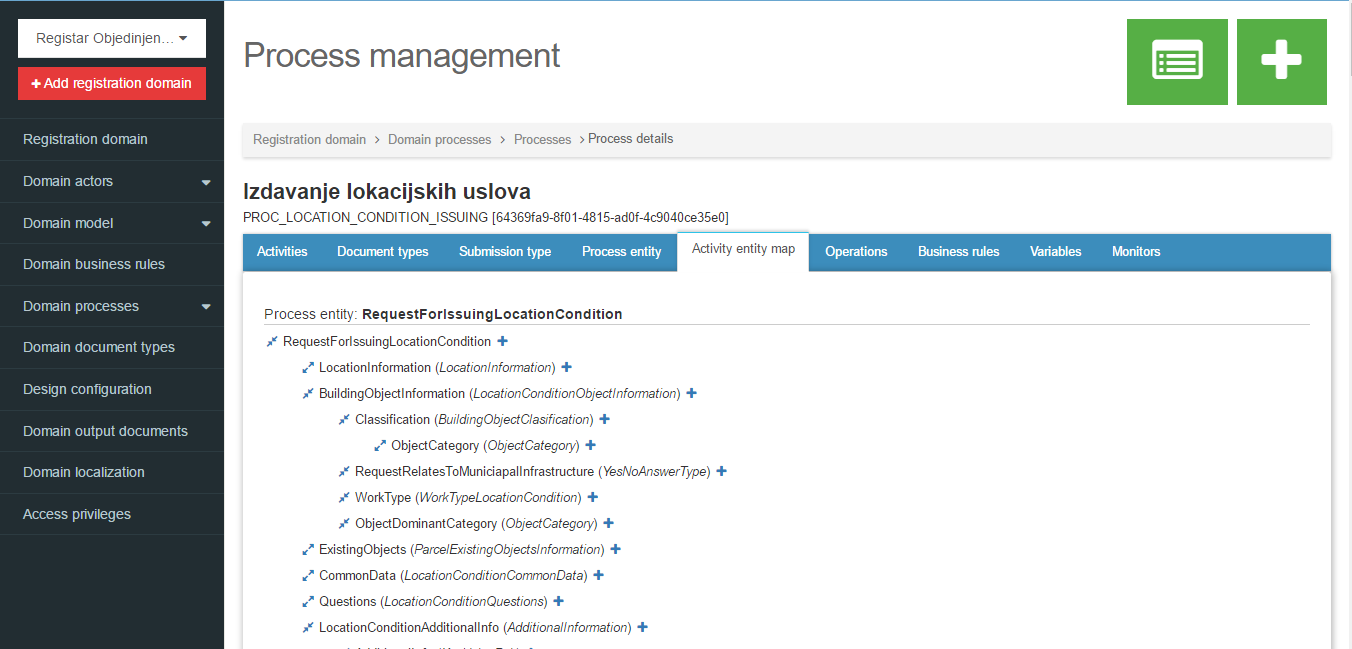 Registar Objedinjen...
Add registration domain
Registration domain
Domain actors
Domain model
Domain business rules
Domain processes
Domain document types
Design configuration
Domain output documents
Domain localization
Access privileges
Process management
Registration domain > Domain processes > Processes > Process details
Izdavanje lokacijskih uslova
PROC_LOCATION_CONDITION_ISSUING [64369fa9-8f01-4815-ad0f-4c9040ce35e0]
Activities Document types Submission type Process entity Activity entity map Operations Business rules Variables Monitors
Process entity: RequestForIssuingLocationCondition
RequestForIssuingLocationCondition
LocationInformation (LocationInformation)
BuildingObjectInformation (LocationConditionObjectInformation)
Classification (BuildingObjectClasification)
ObjectCategory (ObjectCategory)
RequestRelatesToMuniciapalInfrastructure (YesNoAnswerType)
WorkType (WorkTypeLocationCondition)
ObjectDominantCategory (ObjectCategory)
ExistingObjects (ParcelExistingObjectsInformation)
CommonData (LocationConditionCommonData)
Questions (LocationConditionQuestions)
LocationConditionAdditionalInfo (AdditionalInformation)